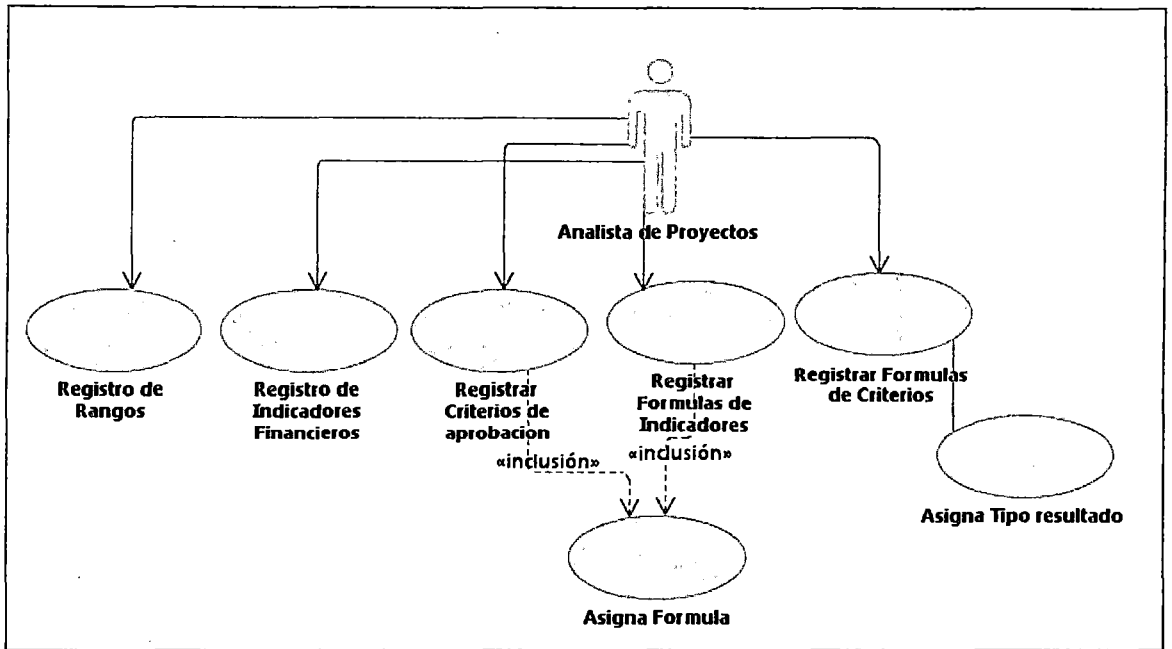 Analista de Proyectos
Registro de
Rangos
Registro de
Indicadores
Financieros
Registrar
Criterios de
aprobacion
Registrar
Formulas de
Indicadores
Registrar Formulas
de Criterios
«inclusión»
«inclusión»
Asigna Tipo resultado
Asigna Formula